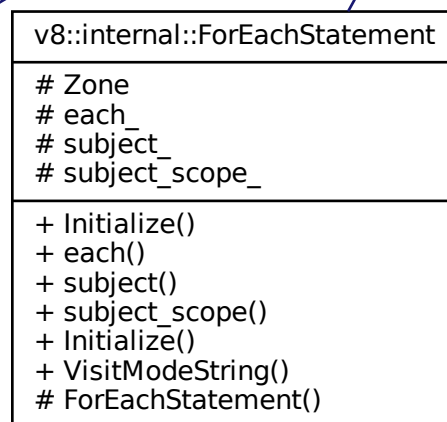 v8::internal::ForEachStatement
# Zone
# each_
# subject_
# subject_scope_
+ Initialize()
+ each()
+ subject()
+ subject_scope()
+ Initialize()
+ VisitModeString()
# ForEachStatement()